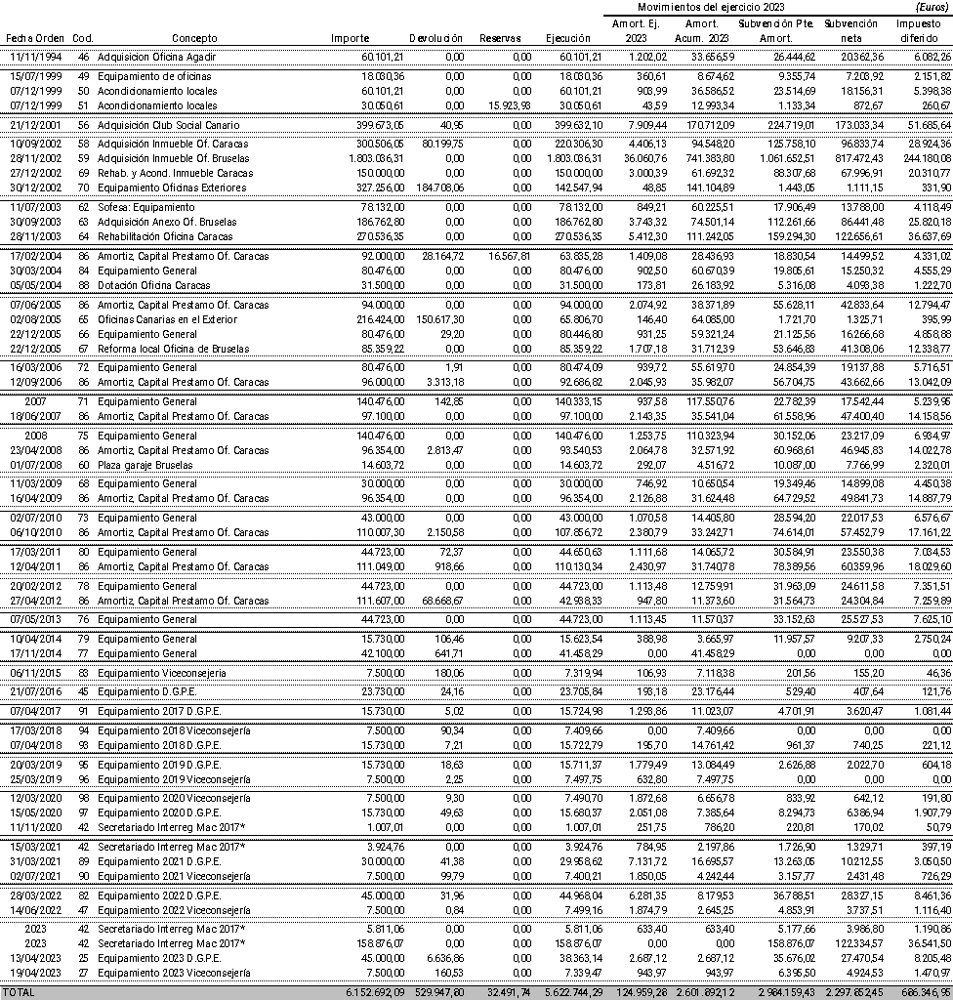 Movimientos del ejercicio 2023 (Euros)
Amort. Ej. Amort. Subvención Pte. Subvención Impuesto
Fecha Orden Cod. Concepto Importe Devolución Reservas Ejecución 2023 Acum. 2023 Amort. neta diferido
11/11/1994 46 Adquisicion Oficina Agadir 60.101,21 0,00 0,00 60.101,21 1.202,02 33.656,59 26.444,62 20.362,36 6.082,26
15/07/1999 49 Equipamiento de oficinas 18.030,36 0,00 0,00 18.030,36 360,61 8.674,62 9.355,74 7.203,92 2.151,82
07/12/1999 50 Acondicionamiento locales 60.101,21 0,00 0,00 60.101,21 903,99 36.586,52 23.514,69 18.156,31 5.398,38
07/12/1999 51 Acondicionamiento locales 30.050,61 0,00 15.923,93 30.050,61 43,59 12.993,34 1.133,34 872,67 260,67
21/12/2001 56 Adquisición Club Social Canario 399.673,05 40,95 0,00 399.632,10 7.909,44 170.712,09 224.719,01 173.033,34 51.685,64
10/09/2002 58 Adquisición Inmueble Of. Caracas 300.506,05 80.199,75 0,00 220.306,30 4.406,13 94.548,20 125.758,10 96.833,74 28.924,36
28/11/2002 59 Adquisición Inmueble Of. Bruselas 1.803.036,31 0,00 0,00 1.803.036,31 36.060,76 741.383,80 1.061.652,51 817.472,43 244.180,08
27/12/2002 69 Rehab. y Acond. Inmueble Caracas 150.000,00 0,00 0,00 150.000,00 3.000,39 61.692,32 88.307,68 67.996,91 20.310,77
30/12/2002 70 Equipamiento Oficinas Exteriores 327.256,00 184.708,06 0,00 142.547,94 48,85 141.104,89 1.443,05 1.111,15 331,90
11/07/2003 62 Sofesa: Equipamiento 78.132,00 0,00 0,00 78.132,00 849,21 60.225,51 17.906,49 13.788,00 4.118,49
30/09/2003 63 Adquisición Anexo Of. Bruselas 186.762,80 0,00 0,00 186.762,80 3.743,32 74.501,14 112.261,66 86.441,48 25.820,18
28/11/2003 64 Rehabilitación Oficina Caracas 270.536,35 0,00 0,00 270.536,35 5.412,30 111.242,05 159.294,30 122.656,61 36.637,69
17/02/2004 86 Amortiz, Capital Prestamo Of. Caracas 92.000,00 28.164,72 16.567,81 63.835,28 1.409,08 28.436,93 18.830,54 14.499,52 4.331,02
30/03/2004 84 Equipamiento General 80.476,00 0,00 0,00 80.476,00 902,50 60.670,39 19.805,61 15.250,32 4.555,29
05/05/2004 88 Dotación Oficina Caracas 31.500,00 0,00 0,00 31.500,00 173,81 26.183,92 5.316,08 4.093,38 1.222,70
07/06/2005 86 Amortiz, Capital Prestamo Of. Caracas 94.000,00 0,00 0,00 94.000,00 2.074,92 38.371,89 55.628,11 42.833,64 12.794,47
02/08/2005 65 Oficinas Canarias en el Exterior 216.424,00 150.617,30 0,00 65.806,70 146,40 64.085,00 1.721,70 1.325,71 395,99
22/12/2005 66 Equipamiento General 80.476,00 29,20 0,00 80.446,80 931,25 59.321,24 21.125,56 16.266,68 4.858,88
22/12/2005 67 Reforma local Oficina de Bruselas 85.359,22 0,00 0,00 85.359,22 1.707,18 31.712,39 53.646,83 41.308,06 12.338,77
16/03/2006 72 Equipamiento General 80.476,00 1,91 0,00 80.474,09 939,72 55.619,70 24.854,39 19.137,88 5.716,51
12/09/2006 86 Amortiz, Capital Prestamo Of. Caracas 96.000,00 3.313,18 0,00 92.686,82 2.045,93 35.982,07 56.704,75 43.662,66 13.042,09
2007 71 Equipamiento General 140.476,00 142,85 0,00 140.333,15 937,58 117.550,76 22.782,39 17.542,44 5.239,95
18/06/2007 86 Amortiz, Capital Prestamo Of. Caracas 97.100,00 0,00 0,00 97.100,00 2.143,35 35.541,04 61.558,96 47.400,40 14.158,56
2008 75 Equipamiento General 140.476,00 0,00 0,00 140.476,00 1.253,75 110.323,94 30.152,06 23.217,09 6.934,97
23/04/2008 86 Amortiz, Capital Prestamo Of. Caracas 96.354,00 2.813,47 0,00 93.540,53 2.064,78 32.571,92 60.968,61 46.945,83 14.022,78
01/07/2008 60 Plaza garaje Bruselas 14.603,72 0,00 0,00 14.603,72 292,07 4.516,72 10.087,00 7.766,99 2.320,01
11/03/2009 68 Equipamiento General 30.000,00 0,00 0,00 30.000,00 746,92 10.650,54 19.349,46 14.899,08 4.450,38
16/04/2009 86 Amortiz, Capital Prestamo Of. Caracas 96.354,00 0,00 0,00 96.354,00 2.126,88 31.624,48 64.729,52 49.841,73 14.887,79
02/07/2010 73 Equipamiento General 43.000,00 0,00 0,00 43.000,00 1.070,58 14.405,80 28.594,20 22.017,53 6.576,67
06/10/2010 86 Amortiz, Capital Prestamo Of. Caracas 110.007,30 2.150,58 0,00 107.856,72 2.380,79 33.242,71 74.614,01 57.452,79 17.161,22
17/03/2011 80 Equipamiento General 44.723,00 72,37 0,00 44.650,63 1.111,68 14.065,72 30.584,91 23.550,38 7.034,53
12/04/2011 86 Amortiz, Capital Prestamo Of. Caracas 111.049,00 918,66 0,00 110.130,34 2.430,97 31.740,78 78.389,56 60.359,96 18.029,60
20/02/2012 78 Equipamiento General 44.723,00 0,00 0,00 44.723,00 1.113,48 12.759,91 31.963,09 24.611,58 7.351,51
27/04/2012 86 Amortiz, Capital Prestamo Of. Caracas 111.607,00 68.668,67 0,00 42.938,33 947,80 11.373,60 31.564,73 24.304,84 7.259,89
07/05/2013 76 Equipamiento General 44.723,00 0,00 0,00 44.723,00 1.113,45 11.570,37 33.152,63 25.527,53 7.625,10
10/04/2014 79 Equipamiento General 15.730,00 106,46 0,00 15.623,54 388,98 3.665,97 11.957,57 9.207,33 2.750,24
17/11/2014 77 Equipamiento General 42.100,00 641,71 0,00 41.458,29 0,00 41.458,29 0,00 0,00 0,00
06/11/2015 83 Equipamiento Viceconsejería 7.500,00 180,06 0,00 7.319,94 106,93 7.118,38 201,56 155,20 46,36
21/07/2016 45 Equipamiento D.G.P.E. 23.730,00 24,16 0,00 23.705,84 193,18 23.176,44 529,40 407,64 121,76
07/04/2017 91 Equipamiento 2017 D.G.P.E. 15.730,00 5,02 0,00 15.724,98 1.293,86 11.023,07 4.701,91 3.620,47 1.081,44
17/03/2018 94 Equipamiento 2018 Viceconsejería 7.500,00 90,34 0,00 7.409,66 0,00 7.409,66 0,00 0,00 0,00
07/04/2018 93 Equipamiento 2018 D.G.P.E. 15.730,00 7,21 0,00 15.722,79 195,70 14.761,42 961,37 740,25 221,12
20/03/2019 95 Equipamiento 2019 D.G.P.E. 15.730,00 18,63 0,00 15.711,37 1.779,49 13.084,49 2.626,88 2.022,70 604,18
25/03/2019 96 Equipamiento 2019 Viceconsejería 7.500,00 2,25 0,00 7.497,75 632,80 7.497,75 0,00 0,00 0,00
12/03/2020 98 Equipamiento 2020 Viceconsejería 7.500,00 9,30 0,00 7.490,70 1.872,68 6.656,78 833,92 642,12 191,80
15/05/2020 97 Equipamiento 2020 D.G.P.E. 15.730,00 49,63 0,00 15.680,37 2.051,08 7.385,64 8.294,73 6.386,94 1.907,79
11/11/2020 42 Secretariado Interreg Mac 2017* 1.007,01 0,00 0,00 1.007,01 251,75 786,20 220,81 170,02 50,79
15/03/2021 42 Secretariado Interreg Mac 2017* 3.924,76 0,00 0,00 3.924,76 784,95 2.197,86 1.726,90 1.329,71 397,19
31/03/2021 89 Equipamiento 2021 D.G.P.E. 30.000,00 41,38 0,00 29.958,62 7.131,72 16.695,57 13.263,05 10.212,55 3.050,50
02/07/2021 90 Equipamiento 2021 Viceconsejería 7.500,00 99,79 0,00 7.400,21 1.850,05 4.242,44 3.157,77 2.431,48 726,29
28/03/2022 82 Equipamiento 2022 D.G.P.E. 45.000,00 31,96 0,00 44.968,04 6.281,35 8.179,53 36.788,51 28.327,15 8.461,36
14/06/2022 47 Equipamiento 2022 Viceconsejería 7.500,00 0,84 0,00 7.499,16 1.874,79 2.645,25 4.853,91 3.737,51 1.116,40
2023 42 Secretariado Interreg Mac 2017* 5.811,06 0,00 0,00 5.811,06 633,40 633,40 5.177,66 3.986,80 1.190,86
2023 42 Secretariado Interreg Mac 2017* 158.876,07 0,00 0,00 158.876,07 0,00 0,00 158.876,07 122.334,57 36.541,50
13/04/2023 25 Equipamiento 2023 D.G.P.E. 45.000,00 6.636,86 0,00 38.363,14 2.687,12 2.687,12 35.676,02 27.470,54 8.205,48
19/04/2023 27 Equipamiento 2023 Viceconsejería 7.500,00 160,53 0,00 7.339,47 943,97 943,97 6.395,50 4.924,53 1.470,97
TOTAL 6.152.692,09 529.947,80 32.491,74 5.622.744,29 124.959,28 2.601.892,12 2.984.159,43 2.297.852,45 686.346,95